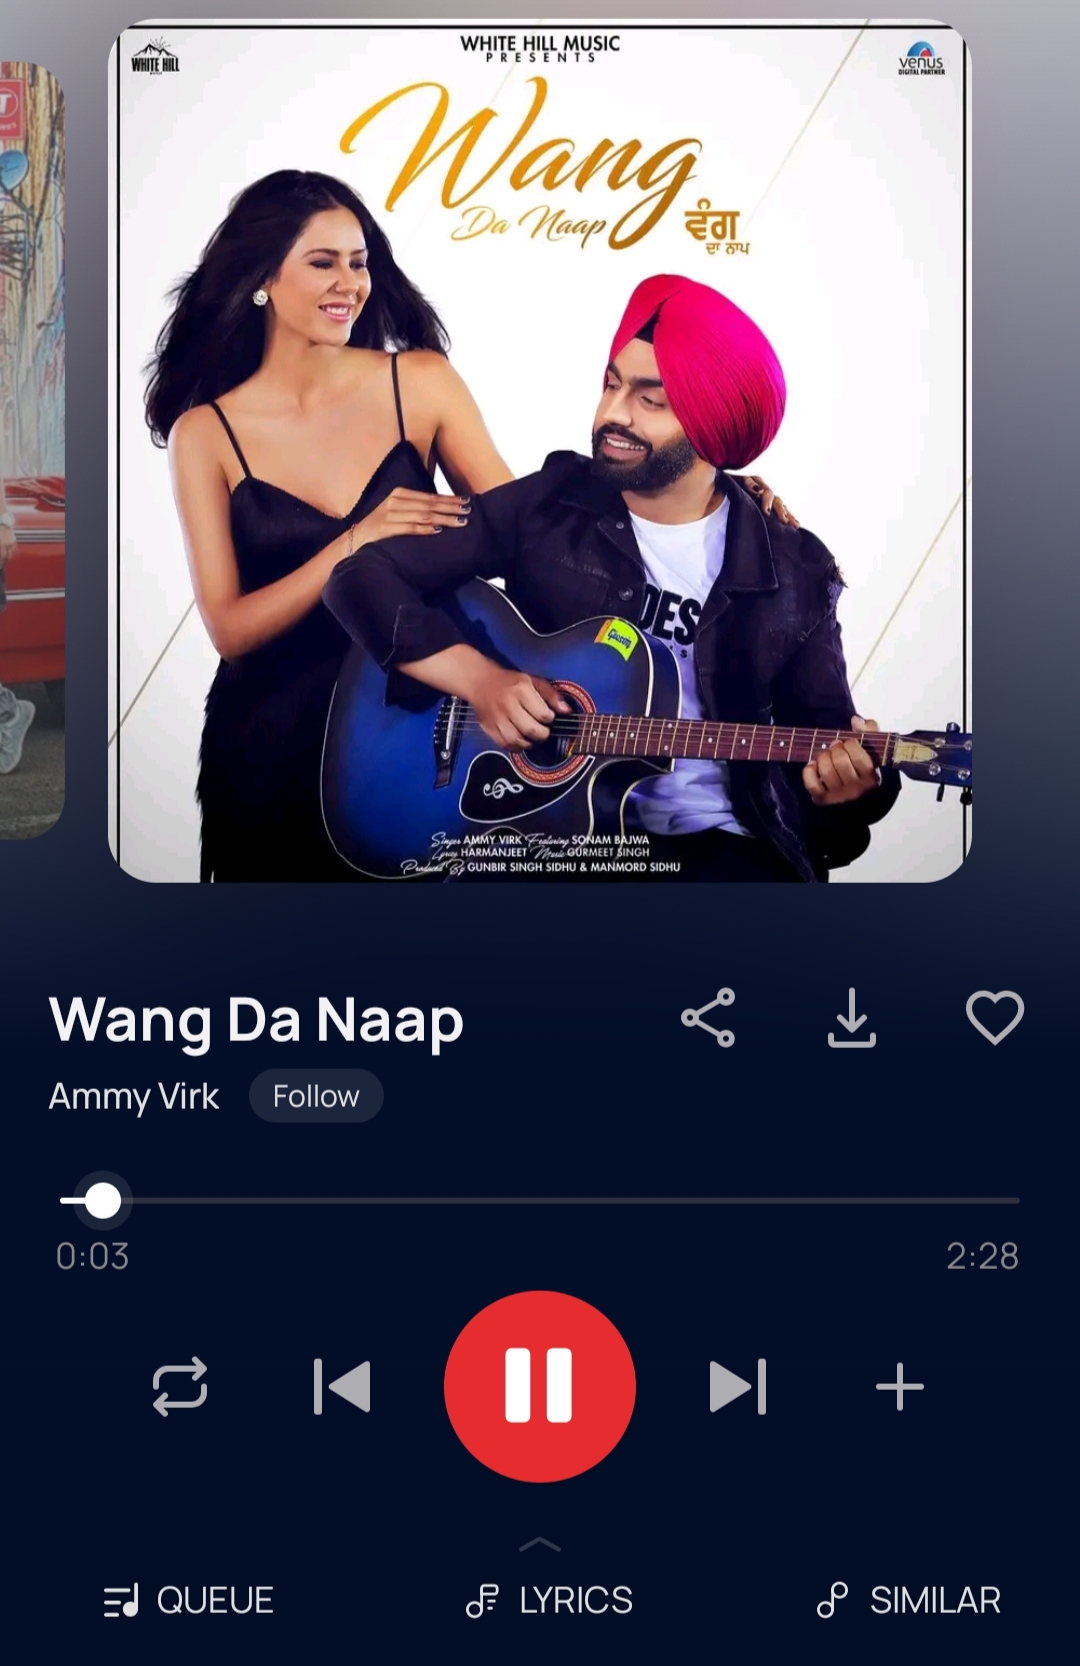 WHITE HILL MUSIC
PRESENTS
WHITE HILL
venus
DIGITAL PARTNER
Wang
Da Naap
ਵੰਗ
ਦਾ ਨਾਪ
DES
Singer AMMY VIRK Featuring SONAM BAJWA
Lyrics HARMANJEET Music GURMEET SINGH
Produced By GUNBIR SINGH SIDHU & MANMORD SIDHU
Wang Da Naap
Ammy Virk Follow
0:03 2:28
QUEUE LYRICS SIMILAR